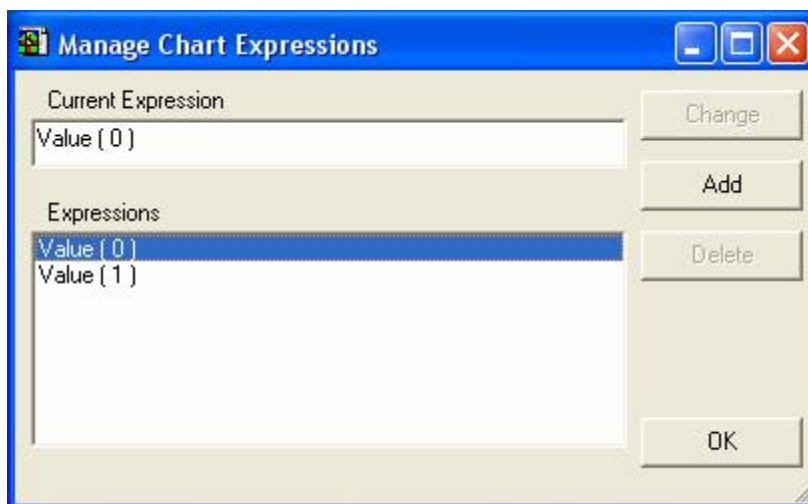 Manage Chart Expressions
Current Expression
Value ( 0 )
Change
Add
Expressions
Value ( 0 )
Value ( 1 )
Delete
OK